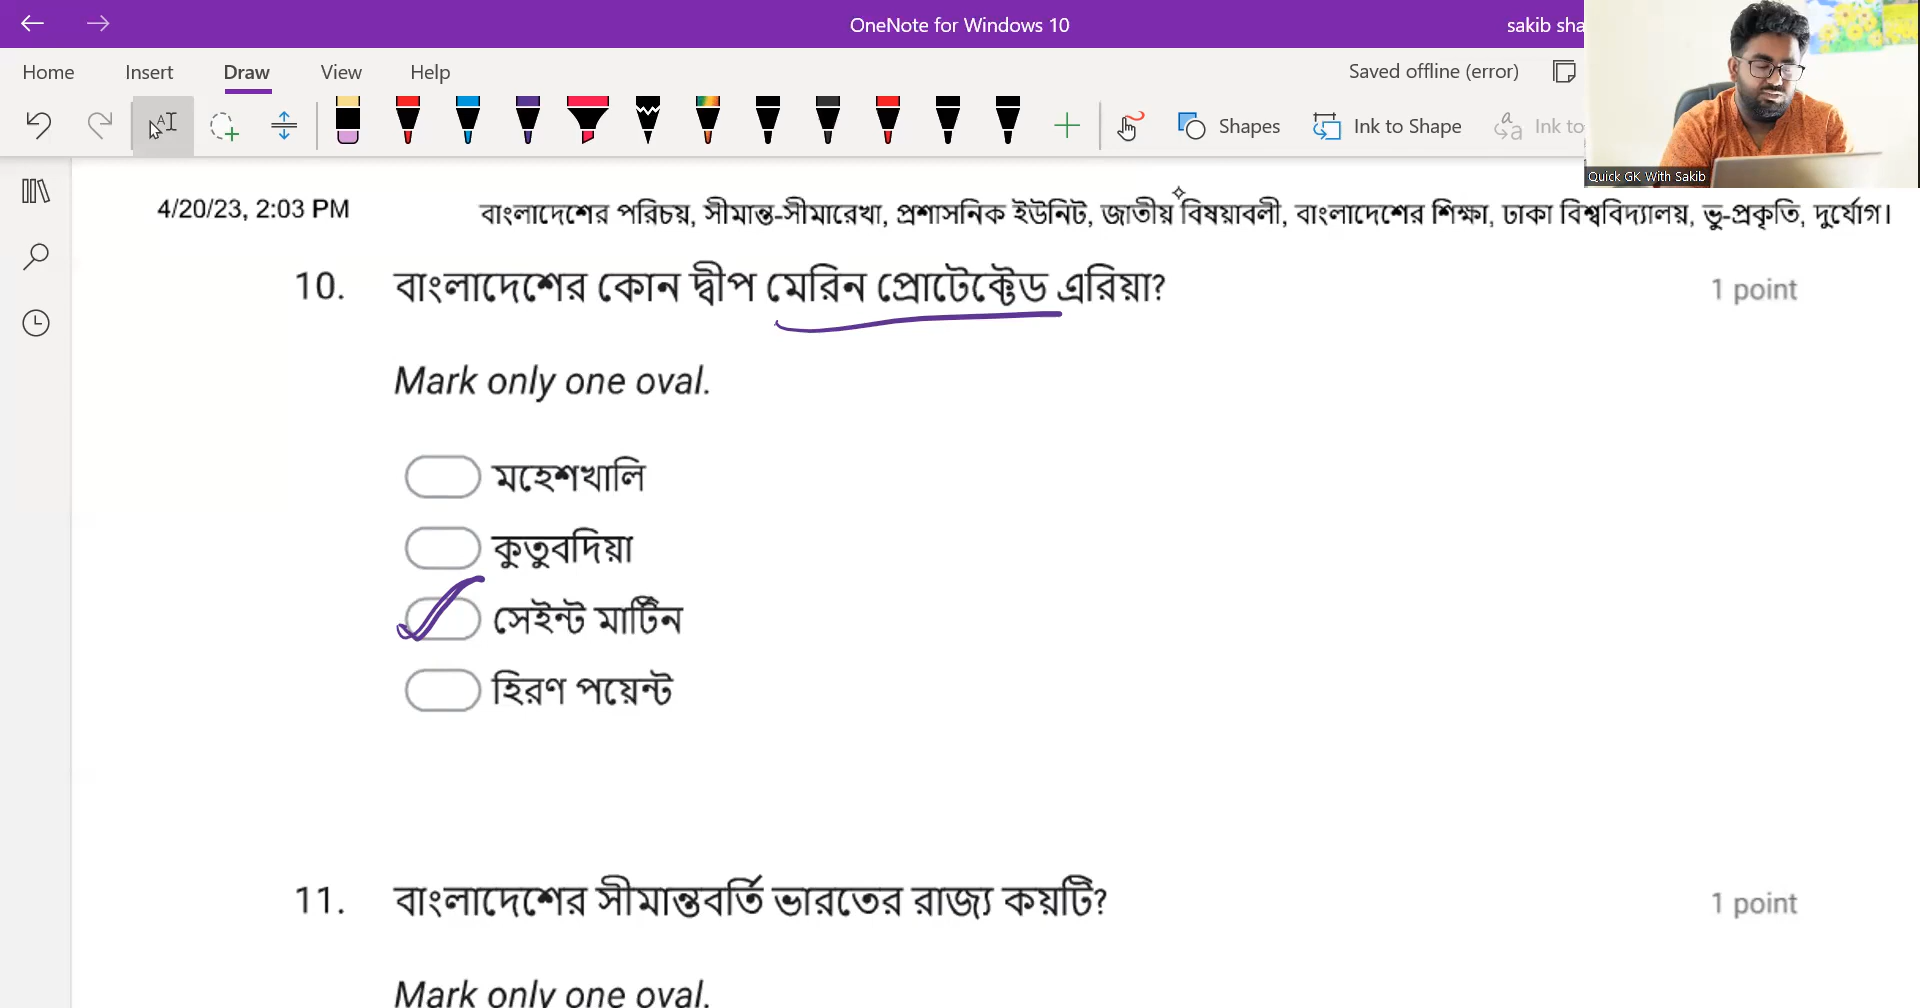 OneNote for Windows 10
sakib sha
Home Insert Draw View Help
Saved offline (error)
Shapes Ink to Shape Ink to
Quick GK With Sakib
4/20/23, 2:03 PM বাংলাদেশের পরিচয়, সীমান্ত-সীমারেখা, প্রশাসনিক ইউনিট, জাতীয় বিষয়াবলী, বাংলাদেশের শিক্ষা, ঢাকা বিশ্ববিদ্যালয়, ভু-প্রকৃতি, দুর্যোগ।
10. বাংলাদেশের কোন দ্বীপ মেরিন প্রোটেক্টেড এরিয়া? 1 point
Mark only one oval.
মহেশখালি
কুতুবদিয়া
সেইন্ট মার্টিন
হিরণ পয়েন্ট
11. বাংলাদেশের সীমান্তবর্তি ভারতের রাজ্য কয়টি? 1 point
Mark only one oval.